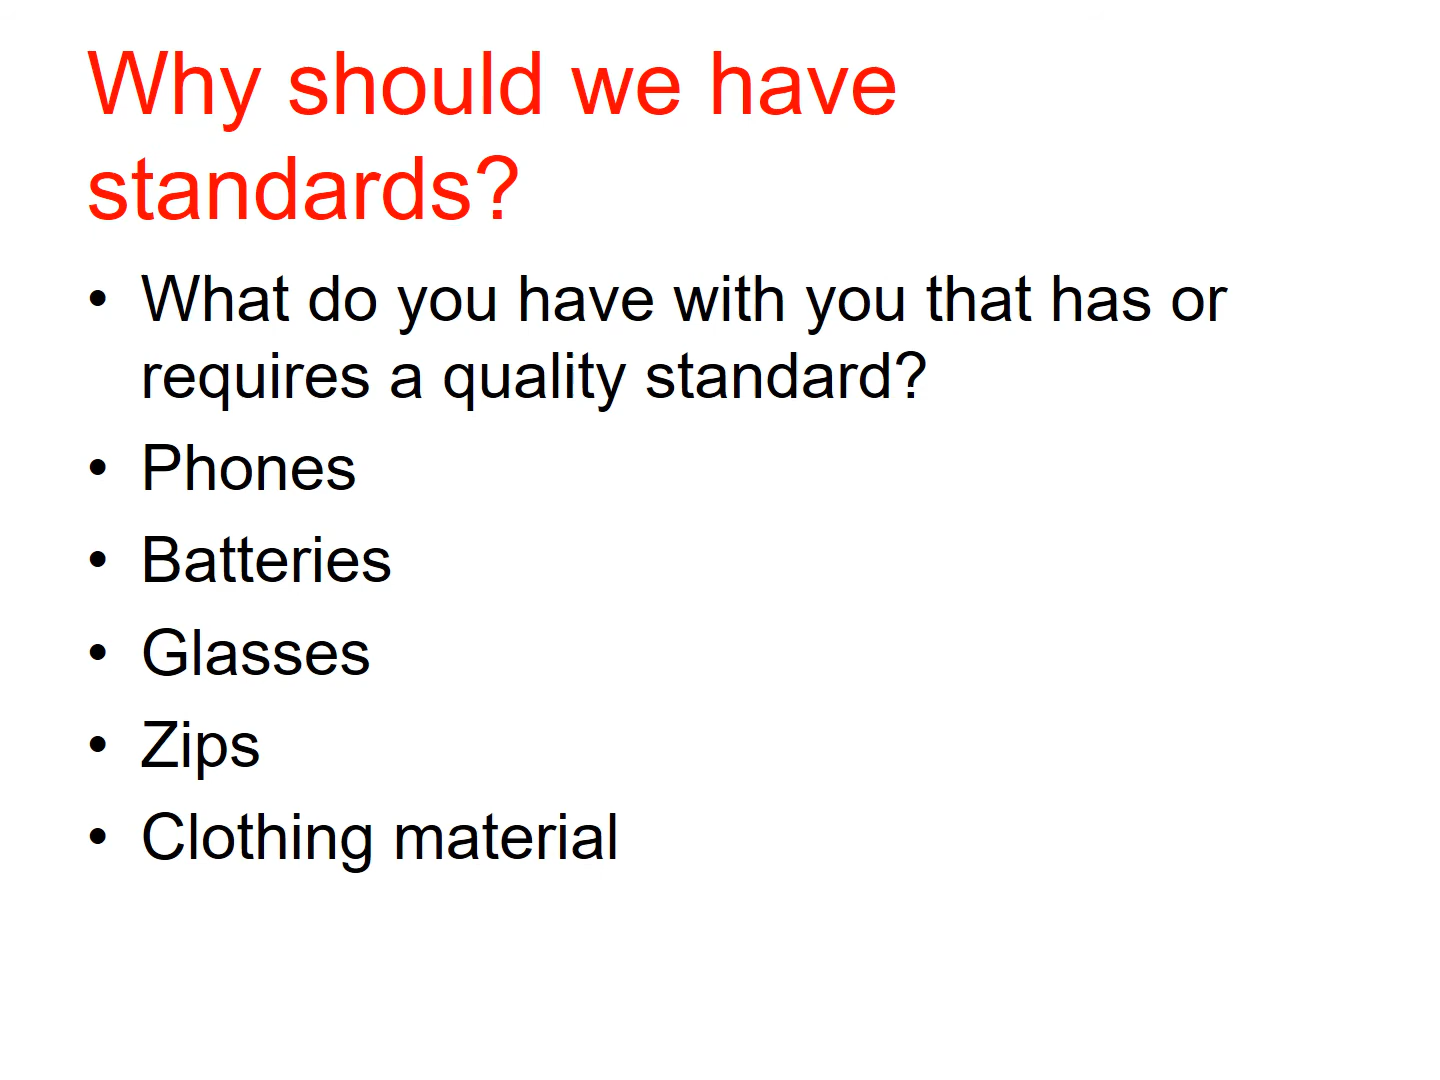 Why should we have
standards?
• What do you have with you that has or
requires a quality standard?
• Phones
• Batteries
• Glasses
• Zips
• Clothing material